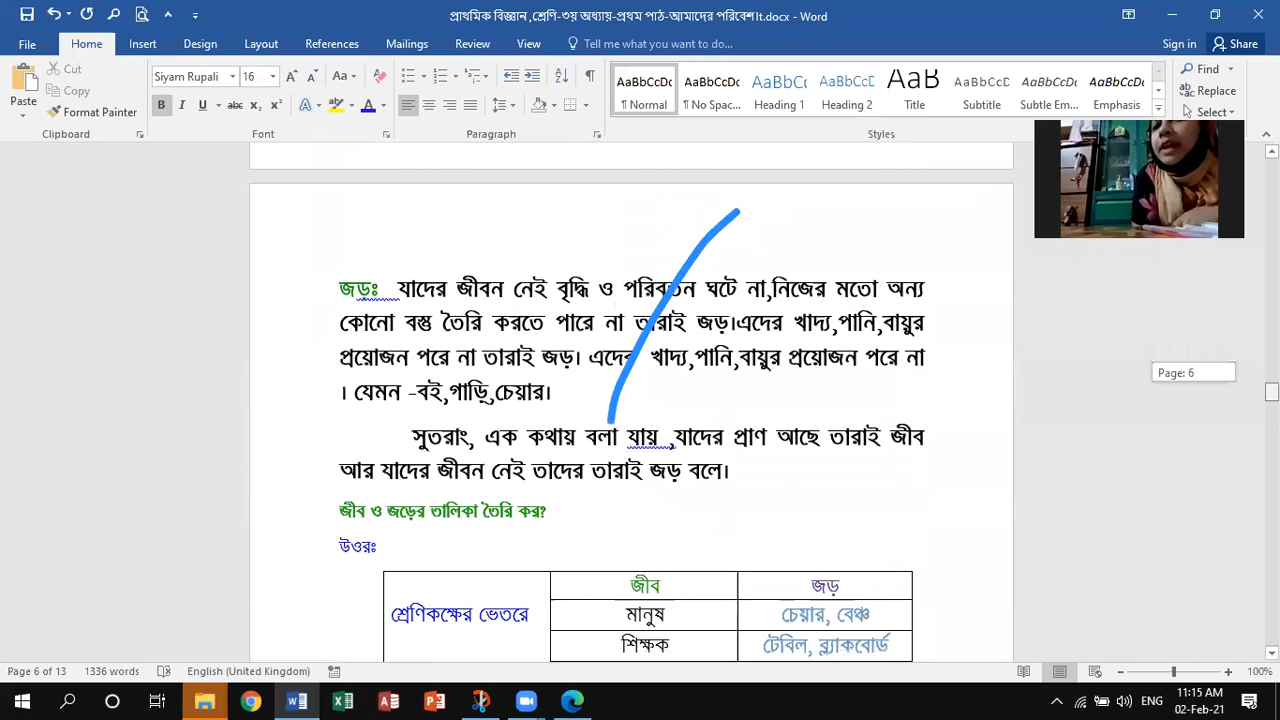 প্রাথমিক বিজ্ঞান ,শ্রেণি-৩য় অধ্যায়-প্রথম পাঠ-আমাদের পরিবেশlt.docx - Word
File Home Insert Design Layout References Mailings Review View Tell me what you want to do... Sign in Share
Paste Cut Copy Format Painter
Siyam Rupali 16
AaBbCcDc AaBbCcDc AaBbCc AaBbCcD AaB AaBbCcD AaBbCcDc AaBbCcDc
¶ Normal ¶ No Spac... Heading 1 Heading 2 Title Subtitle Subtle Em... Emphasis
Find Replace Select
Clipboard Font Paragraph Styles
জড়ঃ যাদের জীবন নেই বৃদ্ধি ও পরিবর্তন ঘটে না,নিজের মতো অন্য
কোনো বস্তু তৈরি করতে পারে না তারাই জড়।এদের খাদ্য,পানি,বায়ুর
প্রয়োজন পরে না তারাই জড়। এদের খাদ্য,পানি,বায়ুর প্রয়োজন পরে না
। যেমন -বই,গাড়ি,চেয়ার।
Page: 6
সুতরাং, এক কথায় বলা যায় ,যাদের প্রাণ আছে তারাই জীব
আর যাদের জীবন নেই তাদের তারাই জড় বলে।
জীব ও জড়ের তালিকা তৈরি কর?
উওরঃ
জীব জড়
শ্রেণিকক্ষের ভেতরে মানুষ চেয়ার, বেঞ্চ
শিক্ষক টেবিল, ব্ল্যাকবোর্ড
Page 6 of 13 1336 words English (United Kingdom) 100%
ENG 11:15 AM
02-Feb-21